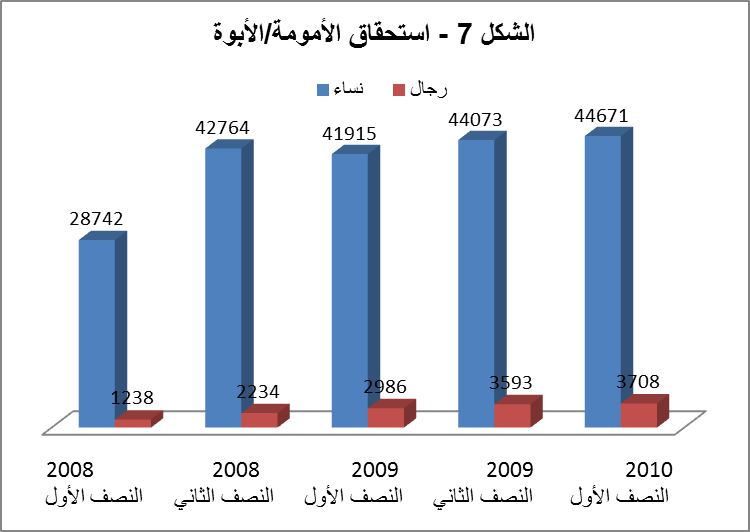 الشكل 7 - استحقاق الأمومة/الأبوة
نساء
رجال
28742
42764
41915
44073
44671
1238
2234
2986
3593
3708
2008
النصف الأول
2008
النصف الثاني
2009
النصف الأول
2009
النصف الثاني
2010
النصف الأول